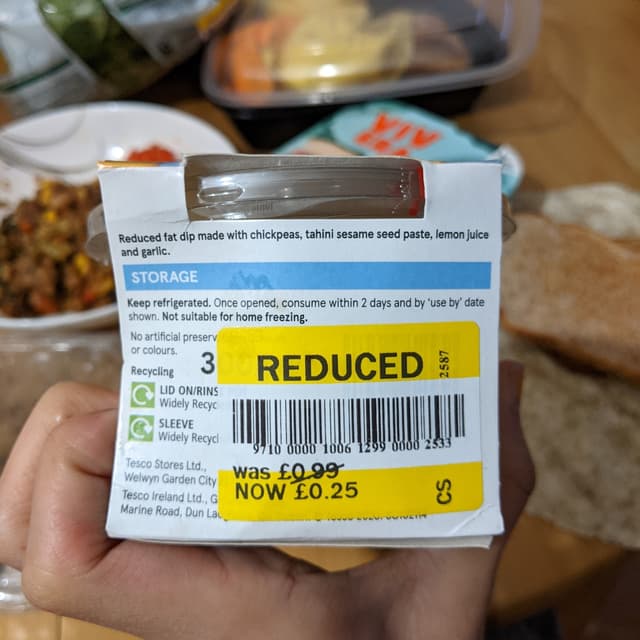 VIV
Reduced fat dip made with chickpeas, tahini sesame seed paste, lemon juice
and garlic.
STORAGE
Keep refrigerated. Once opened, consume within 2 days and by 'use by' date
shown. Not suitable for home freezing.
No artificial preserv
or colours.
Recycling
LID ON/RINS
Widely Recyc
SLEEVE
Widely Recyc
Tesco Stores Ltd.,
Welwyn Garden City
Tesco Ireland Ltd., G
Marine Road, Dun Lao
3
REDUCED
2587
9710 0000 1006 1299 0000 2533
was £0.99
NOW £0.25
CS